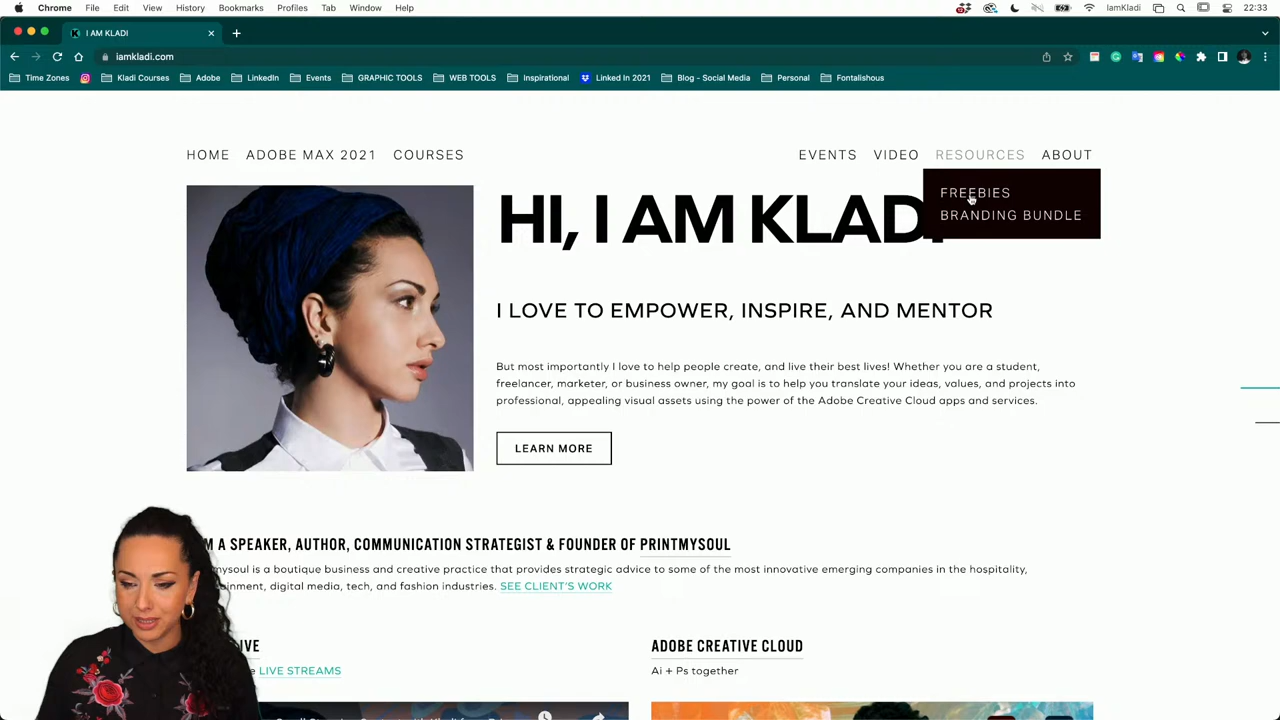 Chrome File Edit View History Bookmarks Profiles Tab Window Help IamKladi 22:33
I AM KLADI
iamkladi.com
Time Zones Kladi Courses Adobe LinkedIn Events GRAPHIC TOOLS WEB TOOLS Inspirational Linked In 2021 Blog - Social Media Personal Fontalishous
HOME ADOBE MAX 2021 COURSES EVENTS VIDEO RESOURCES ABOUT
FREEBIES
BRANDING BUNDLE
HI, I AM KLADI
I LOVE TO EMPOWER, INSPIRE, AND MENTOR
But most importantly I love to help people create, and live their best lives! Whether you are a student,
freelancer, marketer, or business owner, my goal is to help you translate your ideas, values, and projects into
professional, appealing visual assets using the power of the Adobe Creative Cloud apps and services.
LEARN MORE
M A SPEAKER, AUTHOR, COMMUNICATION STRATEGIST & FOUNDER OF PRINTMYSOUL
mysoul is a boutique business and creative practice that provides strategic advice to some of the most innovative emerging companies in the hospitality,
ainment, digital media, tech, and fashion industries. SEE CLIENT'S WORK
IVE
LIVE STREAMS
ADOBE CREATIVE CLOUD
Ai + Ps together